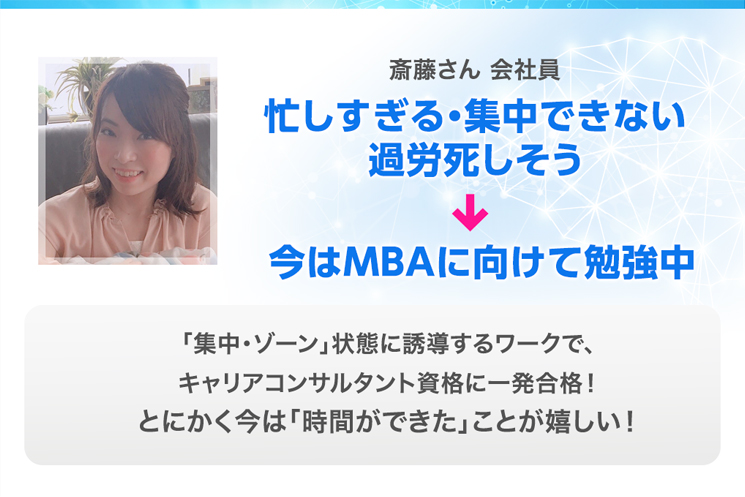 斎藤さん 会社員
忙しすぎる・集中できない
過労死しそう
今はMBAに向けて勉強中
「集中・ゾーン」状態に誘導するワークで、
キャリアコンサルタント資格に一発合格！
とにかく今は「時間ができた」ことが嬉しい！